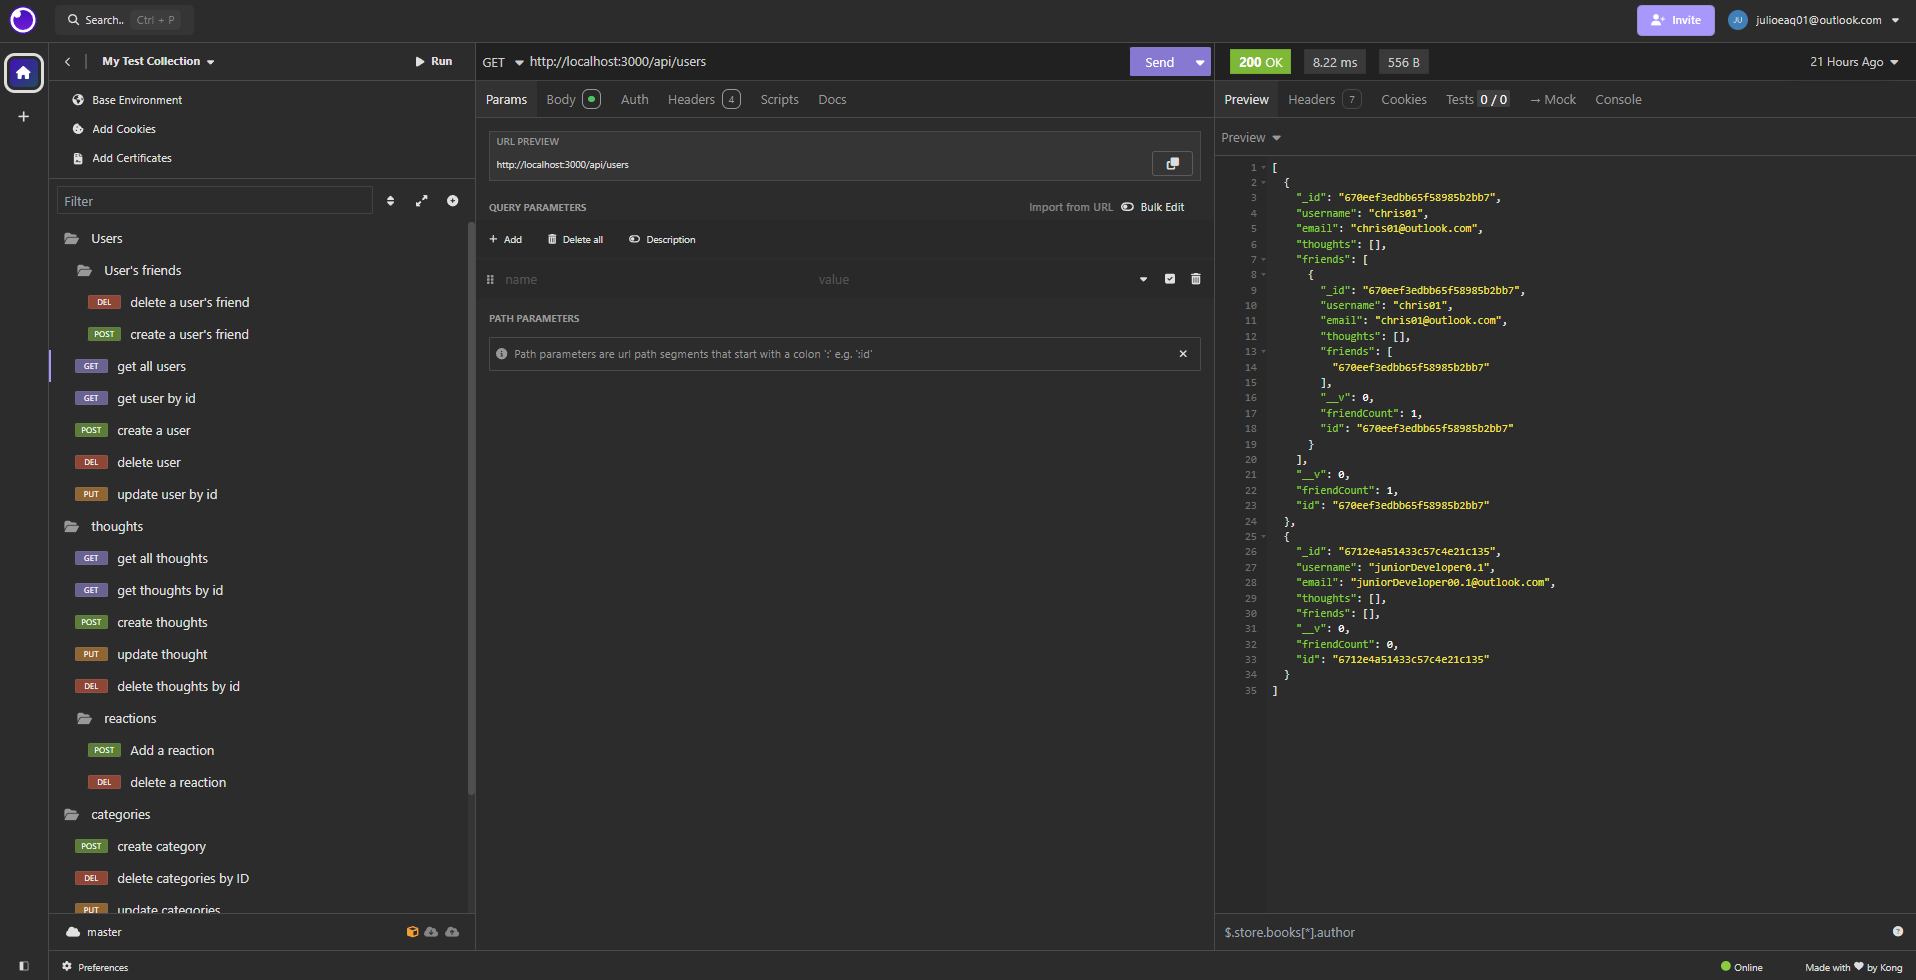 Search.. Ctrl + P
Invite
JU julioeaq01@outlook.com
My Test Collection
Run
Base Environment
Add Cookies
Add Certificates
Filter
Users
User's friends
DEL delete a user's friend
POST create a user's friend
GET get all users
GET get user by id
POST create a user
DEL delete user
PUT update user by id
thoughts
GET get all thoughts
GET get thoughts by id
POST create thoughts
PUT update thought
DEL delete thoughts by id
reactions
POST Add a reaction
DEL delete a reaction
categories
POST create category
DEL delete categories by ID
PUT update categories
master
Preferences
GET http://localhost:3000/api/users
Send
Params Body Auth Headers 4 Scripts Docs
URL PREVIEW
http://localhost:3000/api/users
QUERY PARAMETERS
Import from URL Bulk Edit
+ Add Delete all Description
name value
PATH PARAMETERS
Path parameters are url path segments that start with a colon ':' e.g. ':id'
200 OK 8.22 ms 556 B
21 Hours Ago
Preview Headers 7 Cookies Tests 0 / 0 → Mock Console
Preview
1 [
2 {
3 "_id": "670eef3edbb65f58985b2bb7",
4 "username": "chris01",
5 "email": "chris01@outlook.com",
6 "thoughts": [],
7 "friends": [
8 {
9 "_id": "670eef3edbb65f58985b2bb7",
10 "username": "chris01",
11 "email": "chris01@outlook.com",
12 "thoughts": [],
13 "friends": [
14 "670eef3edbb65f58985b2bb7"
15 ],
16 "__v": 0,
17 "friendCount": 1,
18 "id": "670eef3edbb65f58985b2bb7"
19 }
20 ],
21 "__v": 0,
22 "friendCount": 1,
23 "id": "670eef3edbb65f58985b2bb7"
24 },
25 {
26 "_id": "6712e4a51433c57c4e21c135",
27 "username": "juniorDeveloper0.1",
28 "email": "juniorDeveloper00.1@outlook.com",
29 "thoughts": [],
30 "friends": [],
31 "__v": 0,
32 "friendCount": 0,
33 "id": "6712e4a51433c57c4e21c135"
34 }
35 ]
$.store.books[*].author
Online
Made with ♥ by Kong